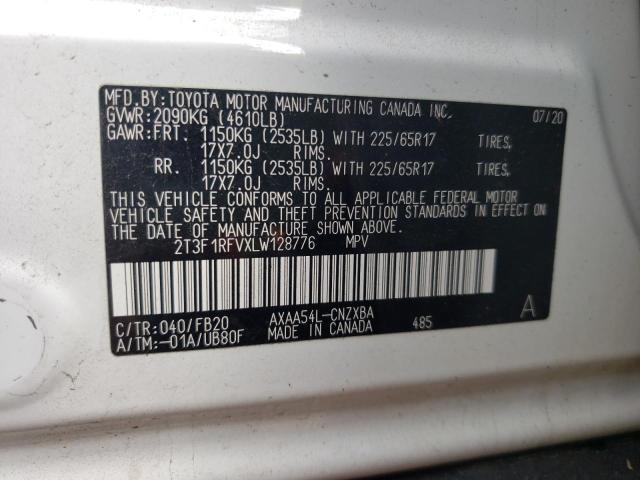 MFD.BY:TOYOTA MOTOR MANUFACTURING CANADA INC. 07/20
GVWR:2090KG (4610LB)
GAWR:FRT. 1150KG (2535LB) WITH 225/65R17 TIRES,
17X7.0J RIMS.
RR. 1150KG (2535LB) WITH 225/65R17 TIRES,
17X7.0J RIMS.
THIS VEHICLE CONFORMS TO ALL APPLICABLE FEDERAL MOTOR
VEHICLE SAFETY AND THEFT PREVENTION STANDARDS IN EFFECT ON
THE DATE OF MANUFACTURE SHOWN ABOVE.
2T3F1RFVXLW128776 MPV
C/TR:040/FB20 AXAA54L-CNZXBA A
A/TM:-01A/UB80F MADE IN CANADA 485